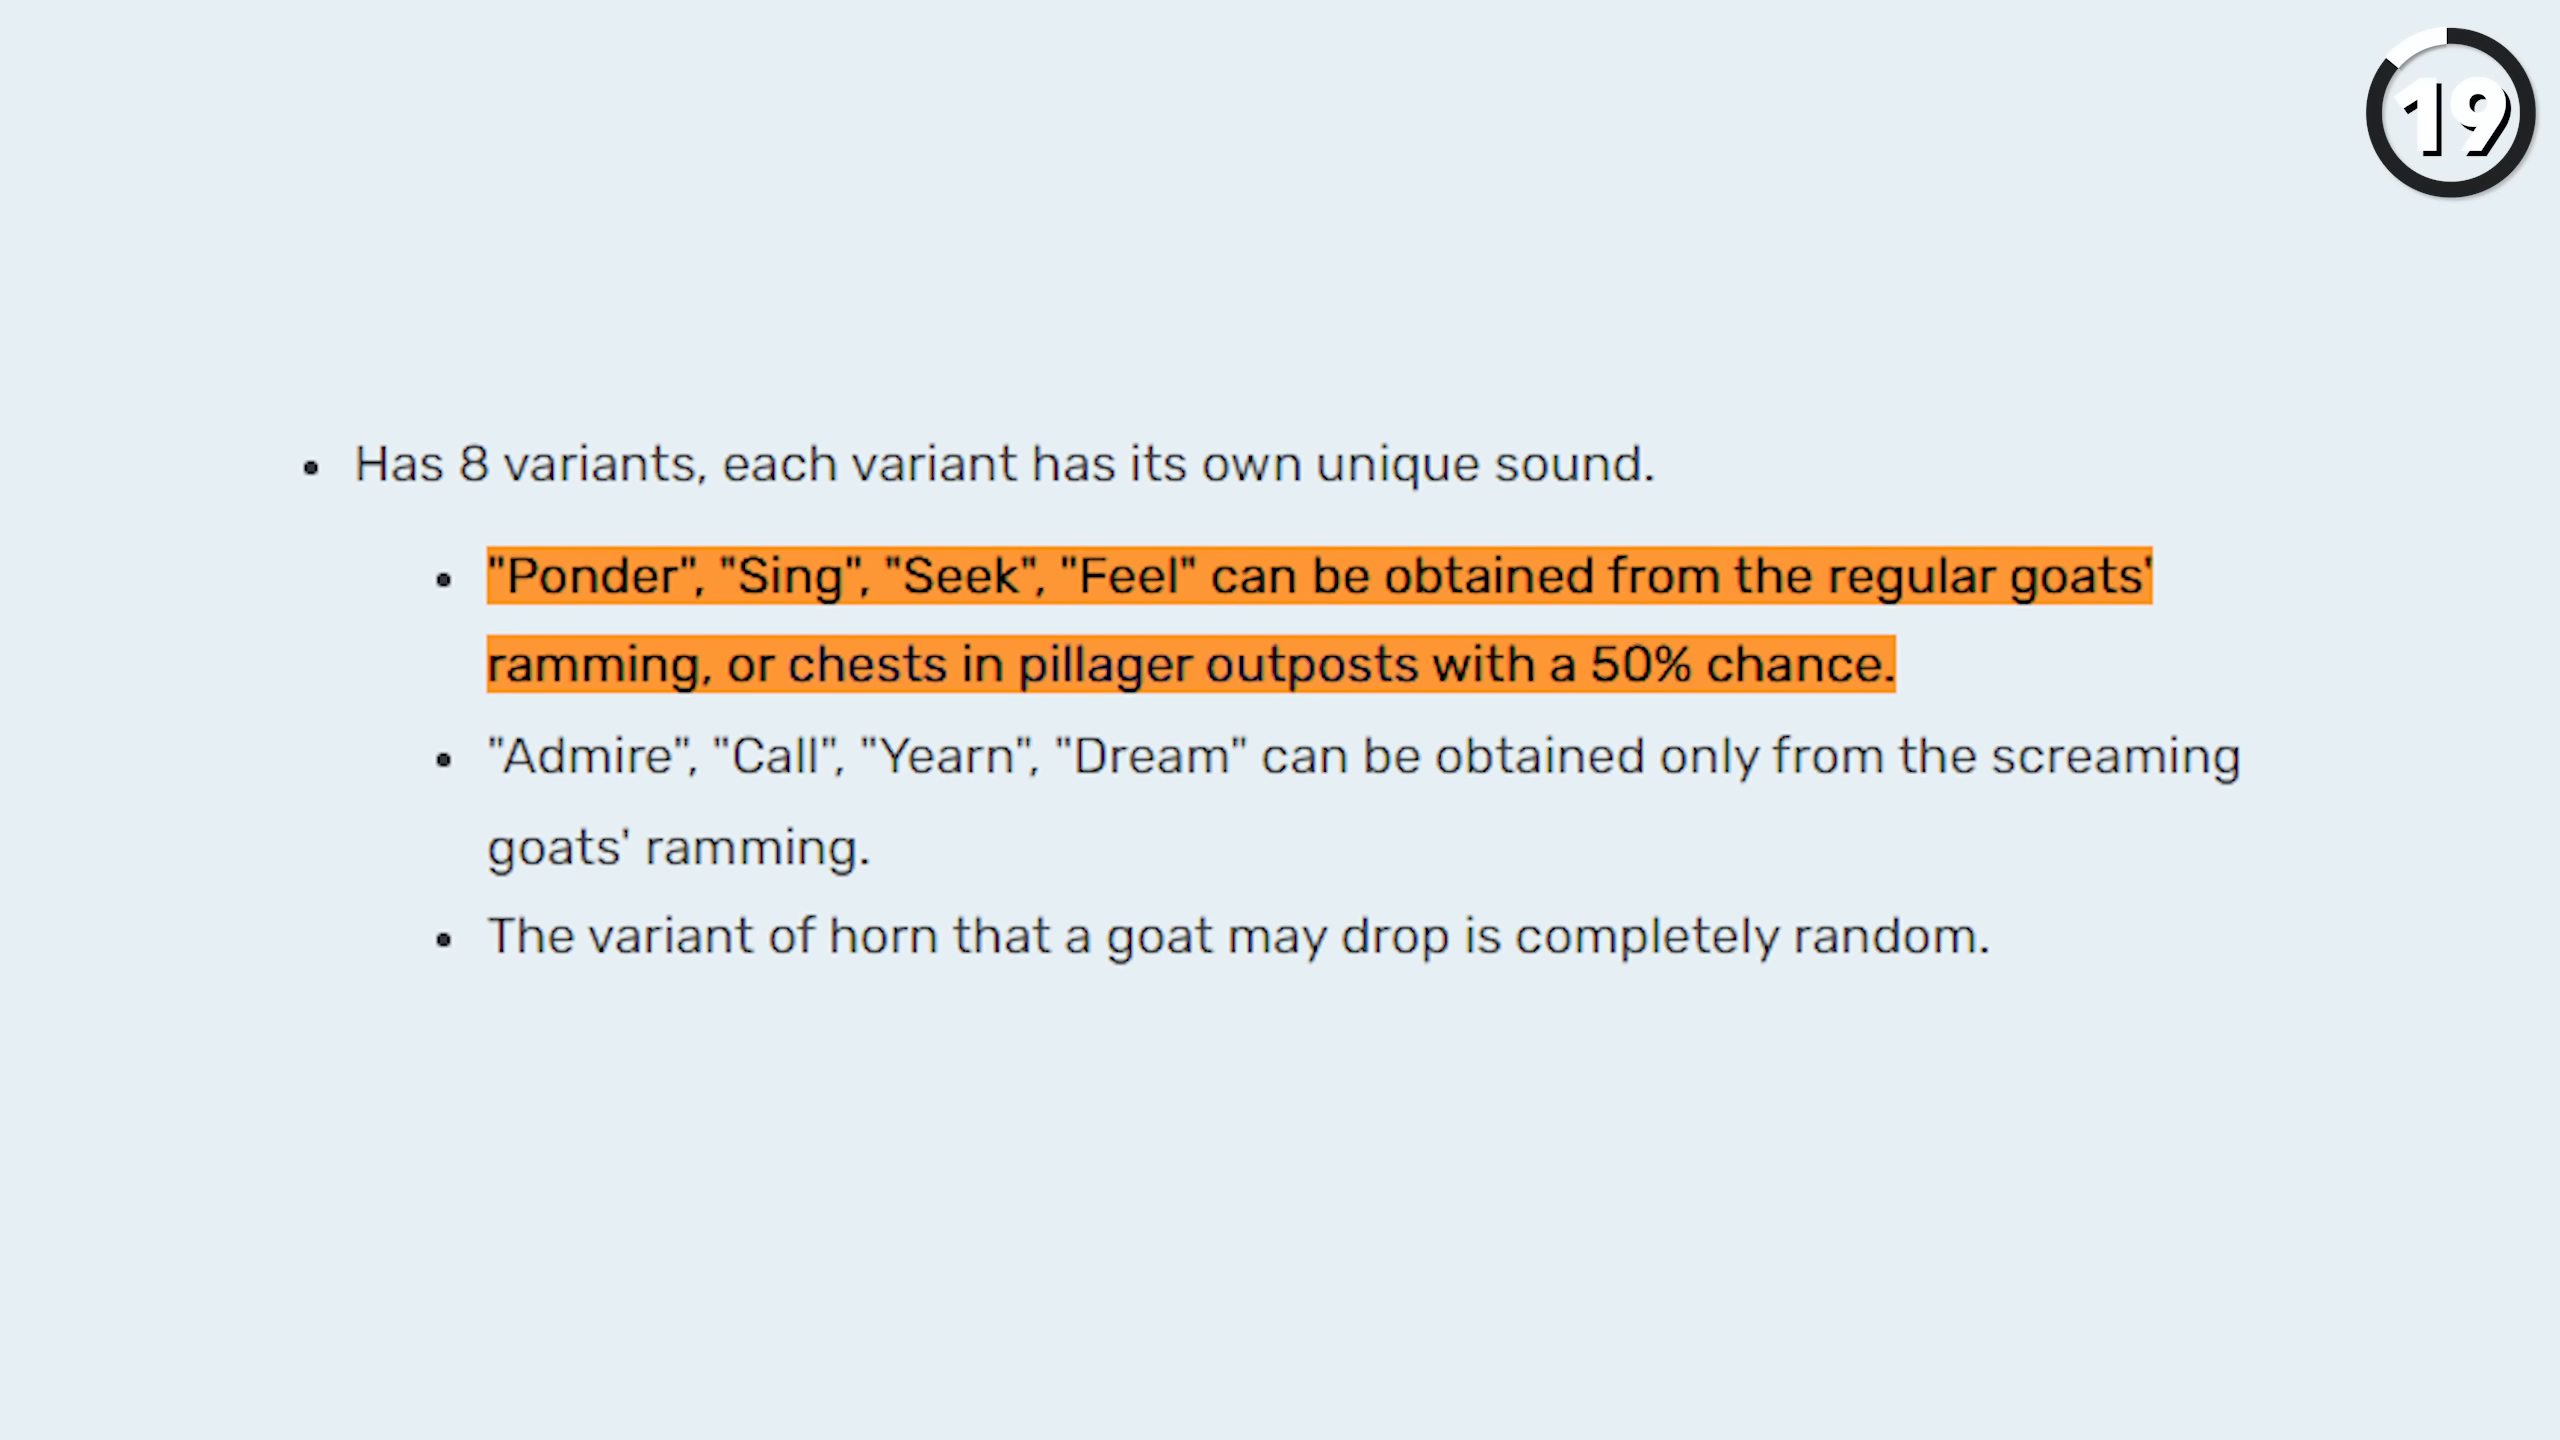 19
Has 8 variants, each variant has its own unique sound.
"Ponder", "Sing", "Seek", "Feel" can be obtained from the regular goats'
ramming, or chests in pillager outposts with a 50% chance.
"Admire", "Call", "Yearn", "Dream" can be obtained only from the screaming
goats' ramming.
The variant of horn that a goat may drop is completely random.